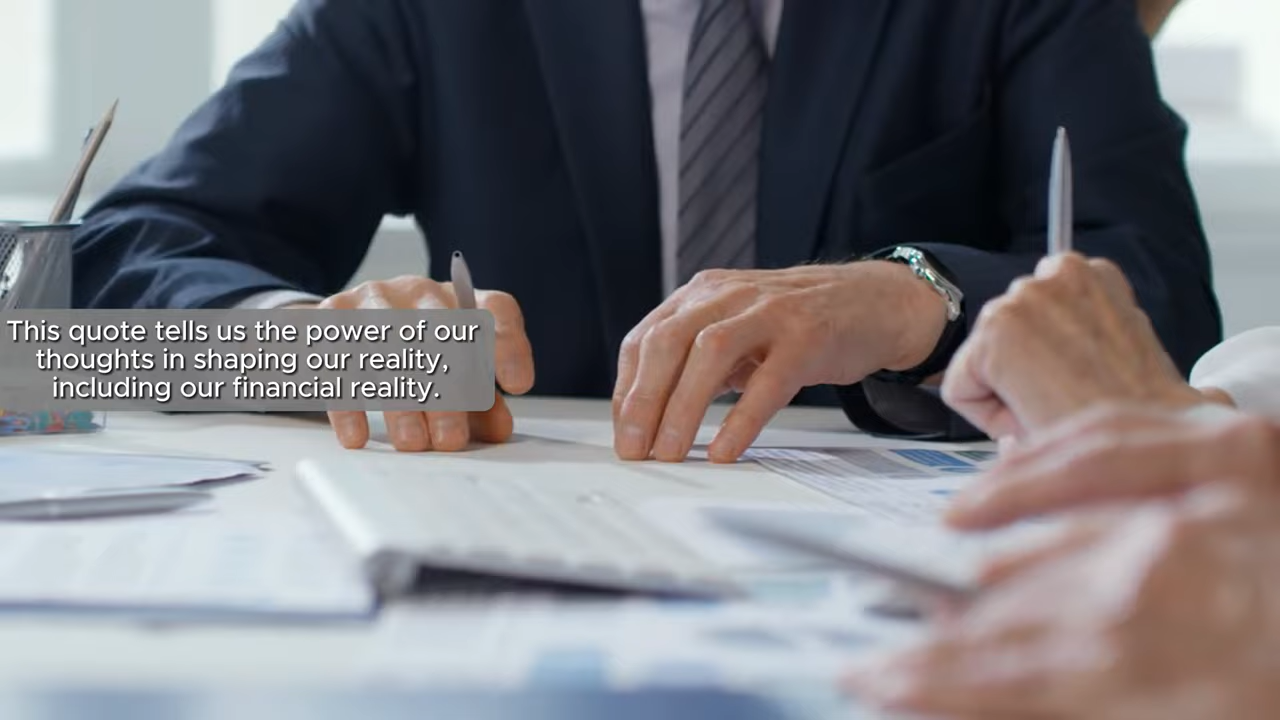 This quote tells us the power of our
thoughts in shaping our reality,
including our financial reality.